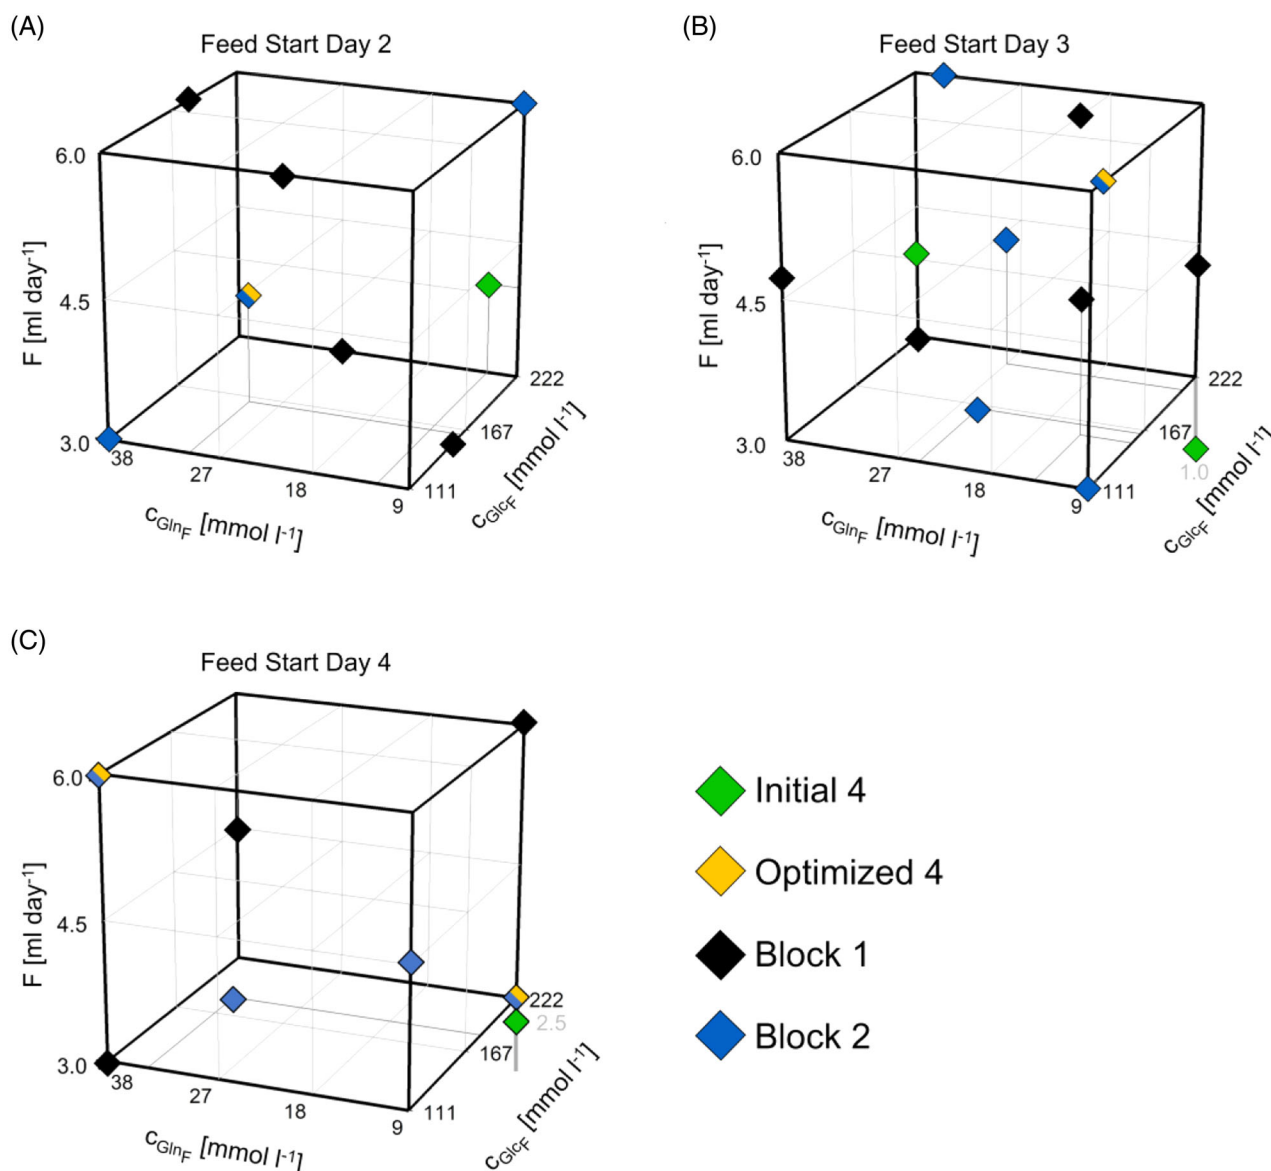 (A)
Feed Start Day 2
6.0
4.5
3.0
F [ml day-1]
38
27
18
9
cGlnF [mmol l-1]
111
167
222
cGlcF [mmol l-1]
(B)
Feed Start Day 3
6.0
4.5
3.0
F [ml day-1]
38
27
18
9
cGlnF [mmol l-1]
111
167
222
1.0
cGlcF [mmol l-1]
(C)
Feed Start Day 4
6.0
4.5
3.0
F [ml day-1]
38
27
18
9
cGlnF [mmol l-1]
111
167
222
2.5
cGlcF [mmol l-1]
Initial 4
Optimized 4
Block 1
Block 2